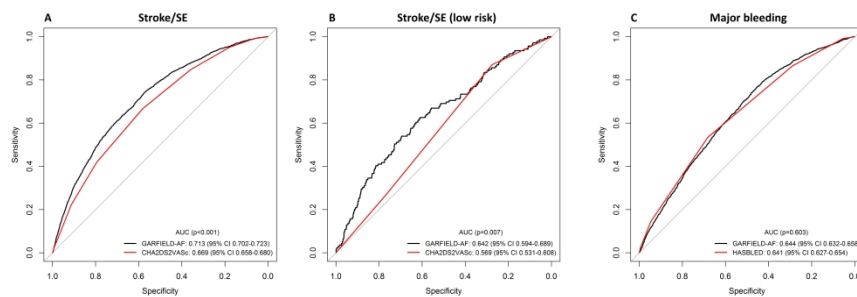 A Stroke/SE
1.0
0.8
0.6
0.4
0.2
0.0
Sensitivity
AUC (p<0.001)
GARFIELD-AF: 0.713 (95% CI 0.702-0.723)
CHA2DS2VASc: 0.669 (95% CI 0.658-0.680)
1.0 0.8 0.6 0.4 0.2 0.0
Specificity
B Stroke/SE (low risk)
1.0
0.8
0.6
0.4
0.2
0.0
Sensitivity
AUC (p=0.007)
GARFIELD-AF: 0.642 (95% CI 0.594-0.689)
CHA2DS2VASc: 0.569 (95% CI 0.531-0.608)
1.0 0.8 0.6 0.4 0.2 0.0
Specificity
C Major bleeding
1.0
0.8
0.6
0.4
0.2
0.0
Sensitivity
AUC (p=0.603)
GARFIELD-AF: 0.644 (95% CI 0.632-0.656
HASBLED: 0.641 (95% CI 0.627-0.654)
1.0 0.8 0.6 0.4 0.2 0.0
Specificity